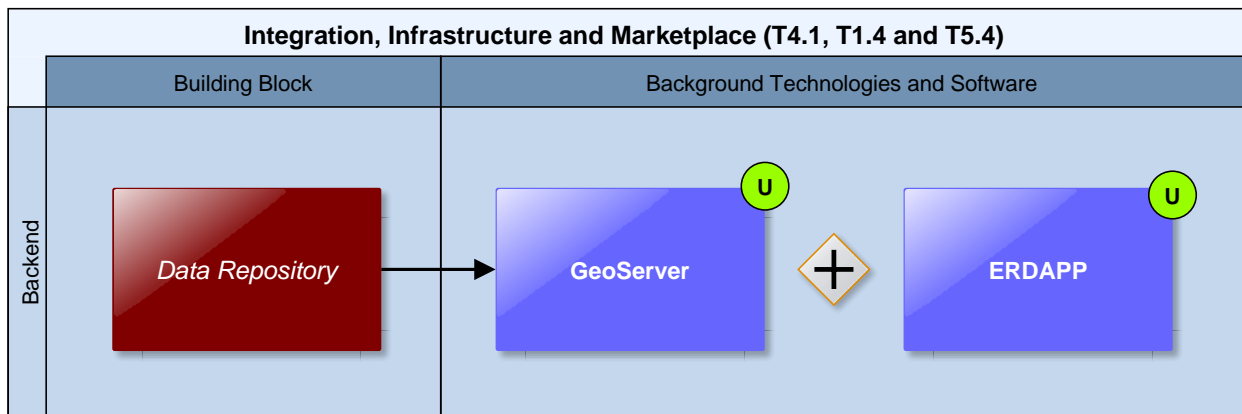 Integration, Infrastructure and Marketplace (T4.1, T1.4 and T5.4)
Building Block
Background Technologies and Software
Backend
Data Repository
GeoServer
U
ERDAPP
U